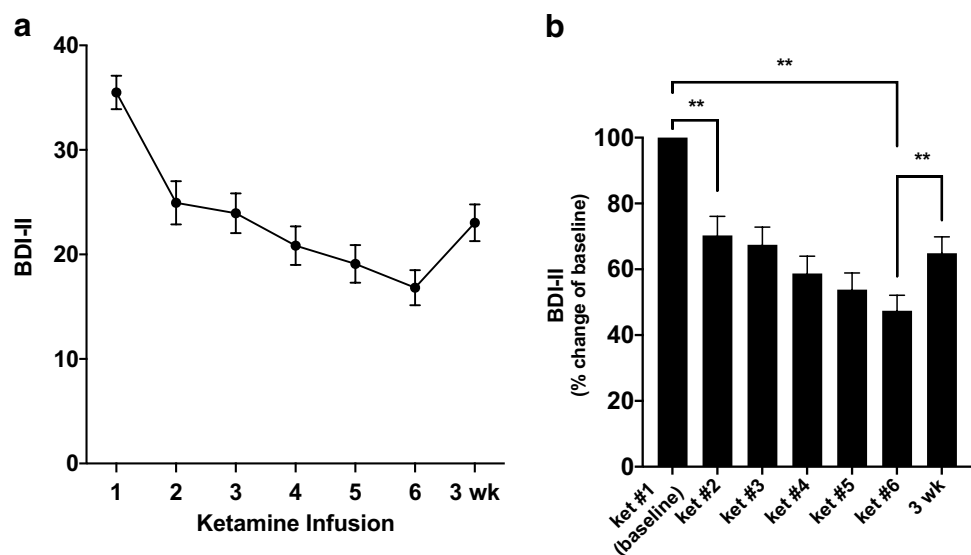 a
40
30
20
10
0
BDI-II
1 2 3 4 5 6 3 wk
Ketamine Infusion
b
**
**
**
100
80
60
40
20
0
BDI-II
(% change of baseline)
ket #1
(baseline)
ket #2
ket #3
ket #4
ket #5
ket #6
3 wk